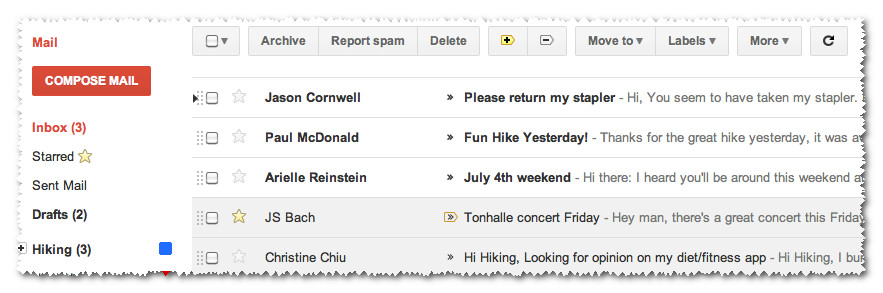 Mail
COMPOSE MAIL
Inbox (3)
Starred
Sent Mail
Drafts (2)
Hiking (3)
Archive Report spam Delete Move to Labels More
Jason Cornwell » Please return my stapler - Hi, You seem to have taken my stapler.
Paul McDonald » Fun Hike Yesterday! - Thanks for the great hike yesterday, it was
Arielle Reinstein » July 4th weekend - Hi there: I heard you'll be around this weekend
JS Bach » Tonhalle concert Friday - Hey man, there's a great concert this Friday
Christine Chiu » Hi Hiking, Looking for opinion on my diet/fitness app - Hi Hiking, I